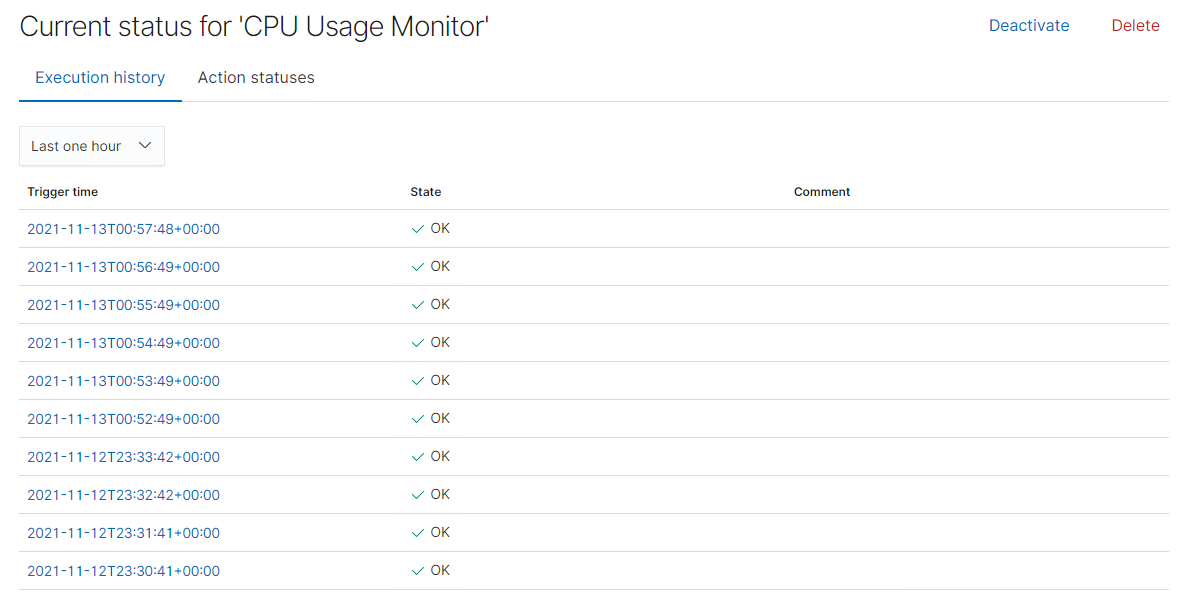 Current status for 'CPU Usage Monitor'
Deactivate Delete
Execution history Action statuses
Last one hour
Trigger time State Comment
2021-11-13T00:57:48+00:00 OK
2021-11-13T00:56:49+00:00 OK
2021-11-13T00:55:49+00:00 OK
2021-11-13T00:54:49+00:00 OK
2021-11-13T00:53:49+00:00 OK
2021-11-13T00:52:49+00:00 OK
2021-11-12T23:33:42+00:00 OK
2021-11-12T23:32:42+00:00 OK
2021-11-12T23:31:41+00:00 OK
2021-11-12T23:30:41+00:00 OK